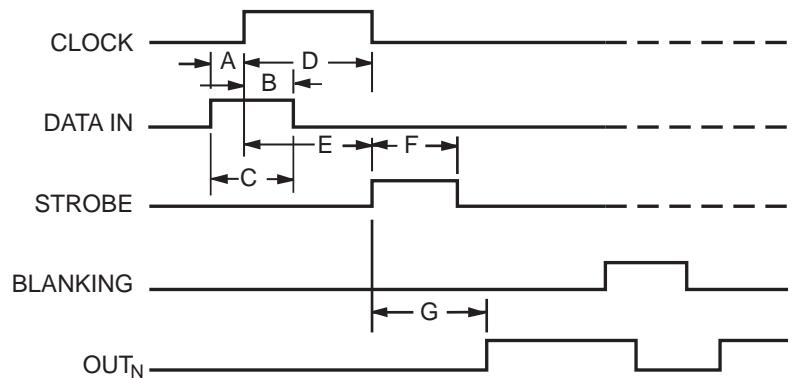 CLOCK
A D
B
DATA IN
E F
C
STROBE
BLANKING
G
OUTN